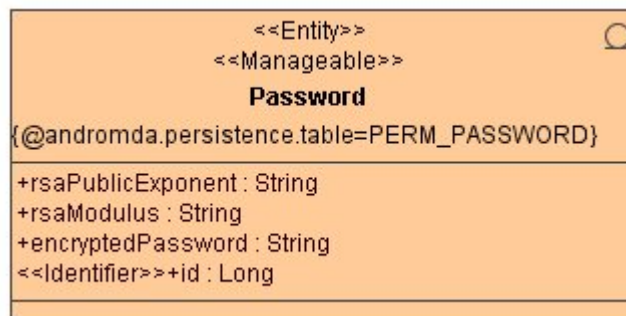 <<Entity>>
<<Manageable>>
Password
{@andromda.persistence.table=PERM_PASSWORD}
+rsaPublicExponent : String
+rsaModulus : String
+encryptedPassword : String
<<Identifier>>+id : Long